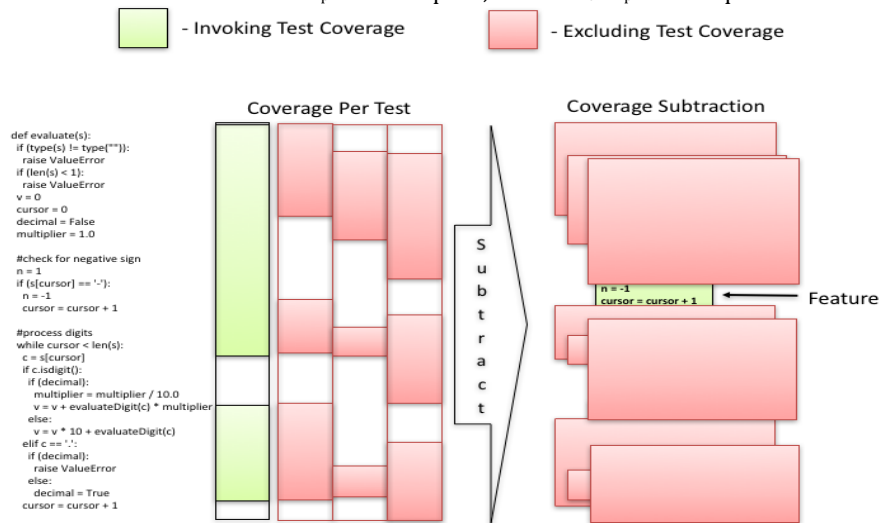 - Invoking Test Coverage
- Excluding Test Coverage
Coverage Per Test
Coverage Subtraction
def evaluate(s):
if (type(s) != type("")):
raise ValueError
if (len(s) < 1):
raise ValueError
v = 0
cursor = 0
decimal = False
multiplier = 1.0
#check for negative sign
n = 1
if (s[cursor] == '-'):
n = -1
cursor = cursor + 1
#process digits
while cursor < len(s):
c = s[cursor]
if c.isdigit():
if (decimal):
multiplier = multiplier / 10.0
v = v + evaluateDigit(c) * multiplier
else:
v = v * 10 + evaluateDigit(c)
elif c == '.':
if (decimal):
raise ValueError
else:
decimal = True
cursor = cursor + 1
Subtract
n = -1
cursor = cursor + 1
Feature